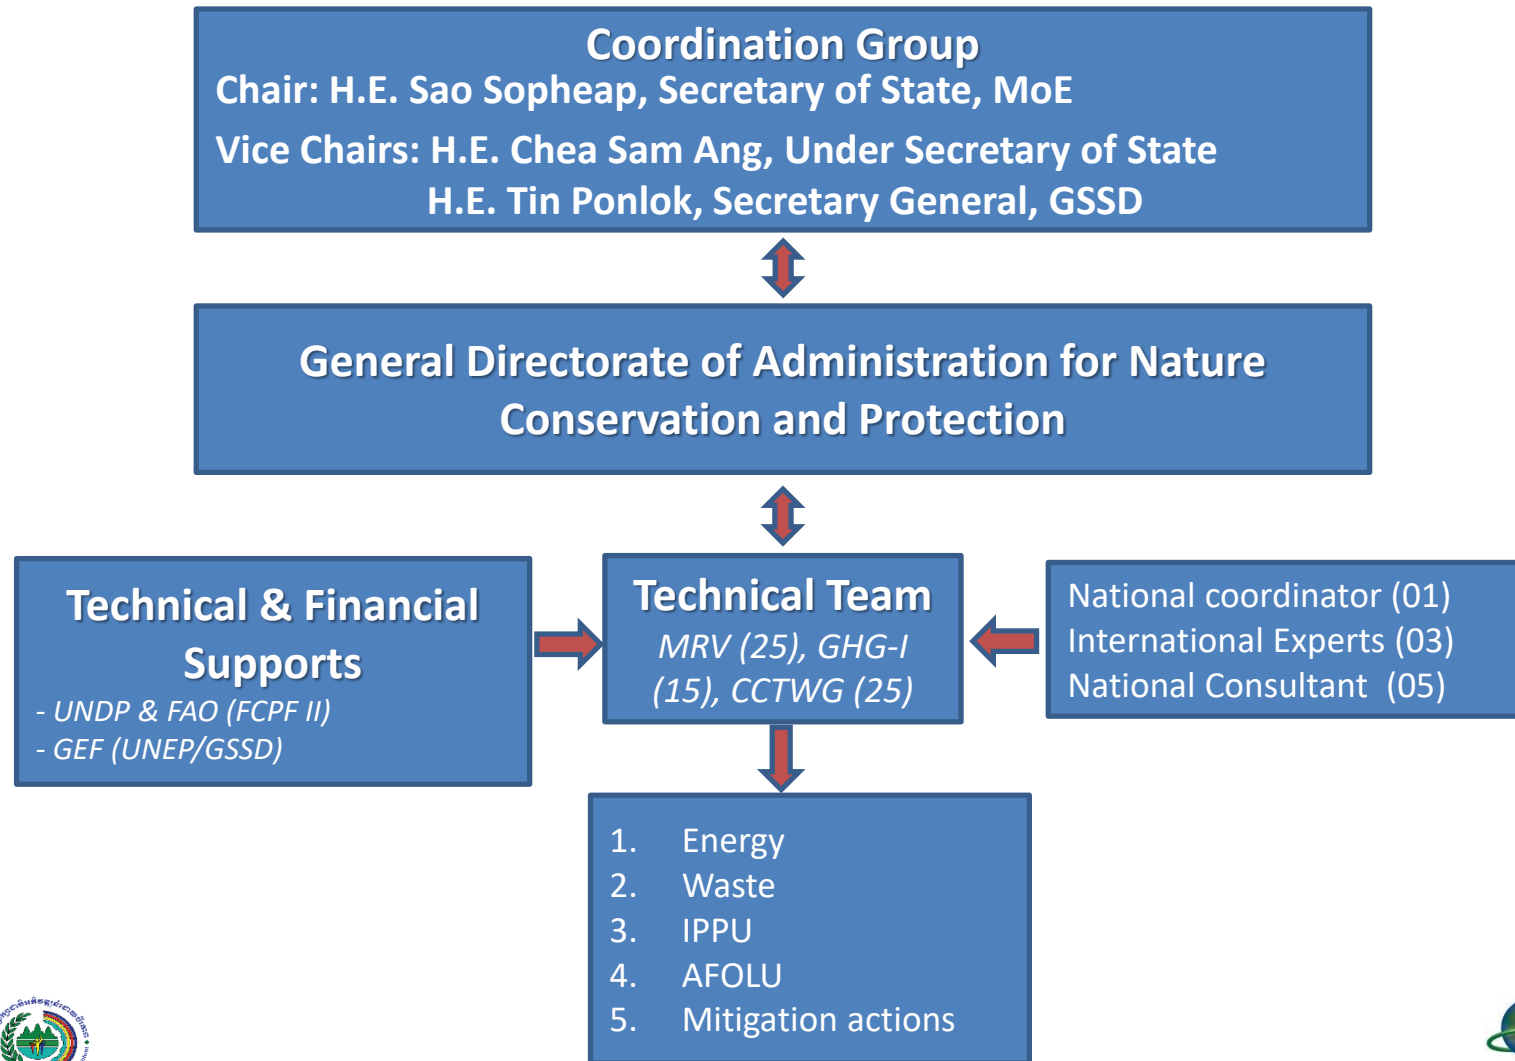 Coordination Group
Chair: H.E. Sao Sopheap, Secretary of State, MoE
Vice Chairs: H.E. Chea Sam Ang, Under Secretary of State
H.E. Tin Ponlok, Secretary General, GSSD
General Directorate of Administration for Nature
Conservation and Protection
Technical & Financial
Supports
- UNDP & FAO (FCPF II)
- GEF (UNEP/GSSD)
Technical Team
MRV (25), GHG-I
(15), CCTWG (25)
National coordinator (01)
International Experts (03)
National Consultant (05)
1. Energy
2. Waste
3. IPPU
4. AFOLU
5. Mitigation actions